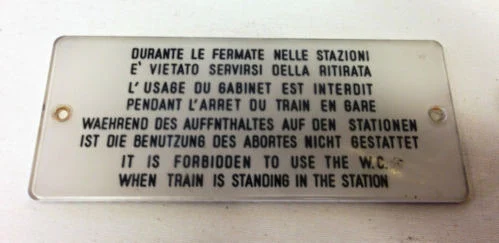 DURANTE LE FERMATE NELLE STAZIONI
E' VIETATO SERVIRSI DELLA RITIRATA
L'USAGE DU GABINET EST INTERDIT
PENDANT L'ARRET DU TRAIN EN GARE
WAEHREND DES AUFFNTHALTES AUF DEN STATIONEN
IST DIE BENUTZUNG DES ABORTES NICHT GESTATTET
IT IS FORBIDDEN TO USE THE W.C.
WHEN TRAIN IS STANDING IN THE STATION